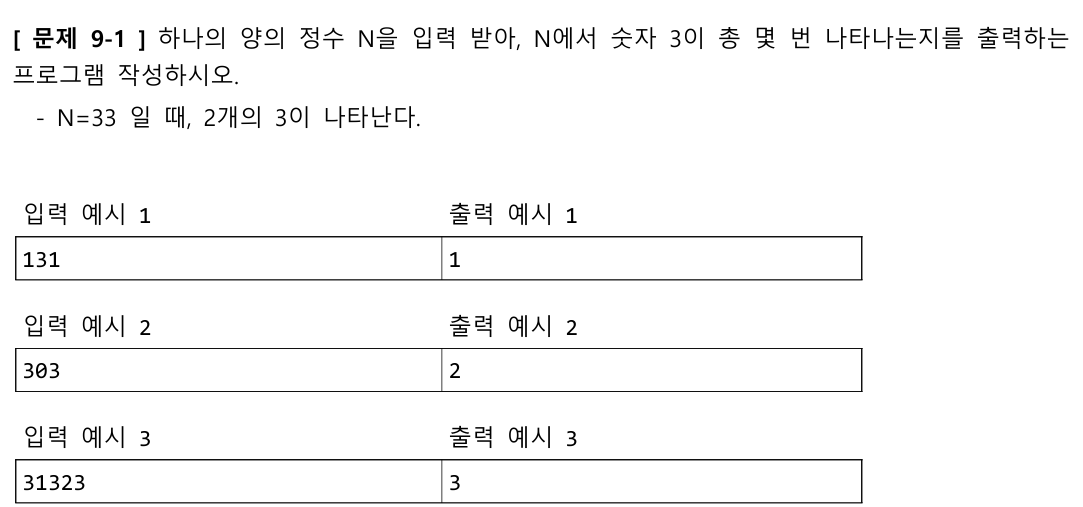 [ 문제 9-1 ] 하나의 양의 정수 N을 입력 받아, N에서 숫자 3이 총 몇 번 나타나는지를 출력하는
프로그램 작성하시오.
- N=33 일 때, 2개의 3이 나타난다.
입력 예시 1 출력 예시 1
131 1
입력 예시 2 출력 예시 2
303 2
입력 예시 3 출력 예시 3
31323 3